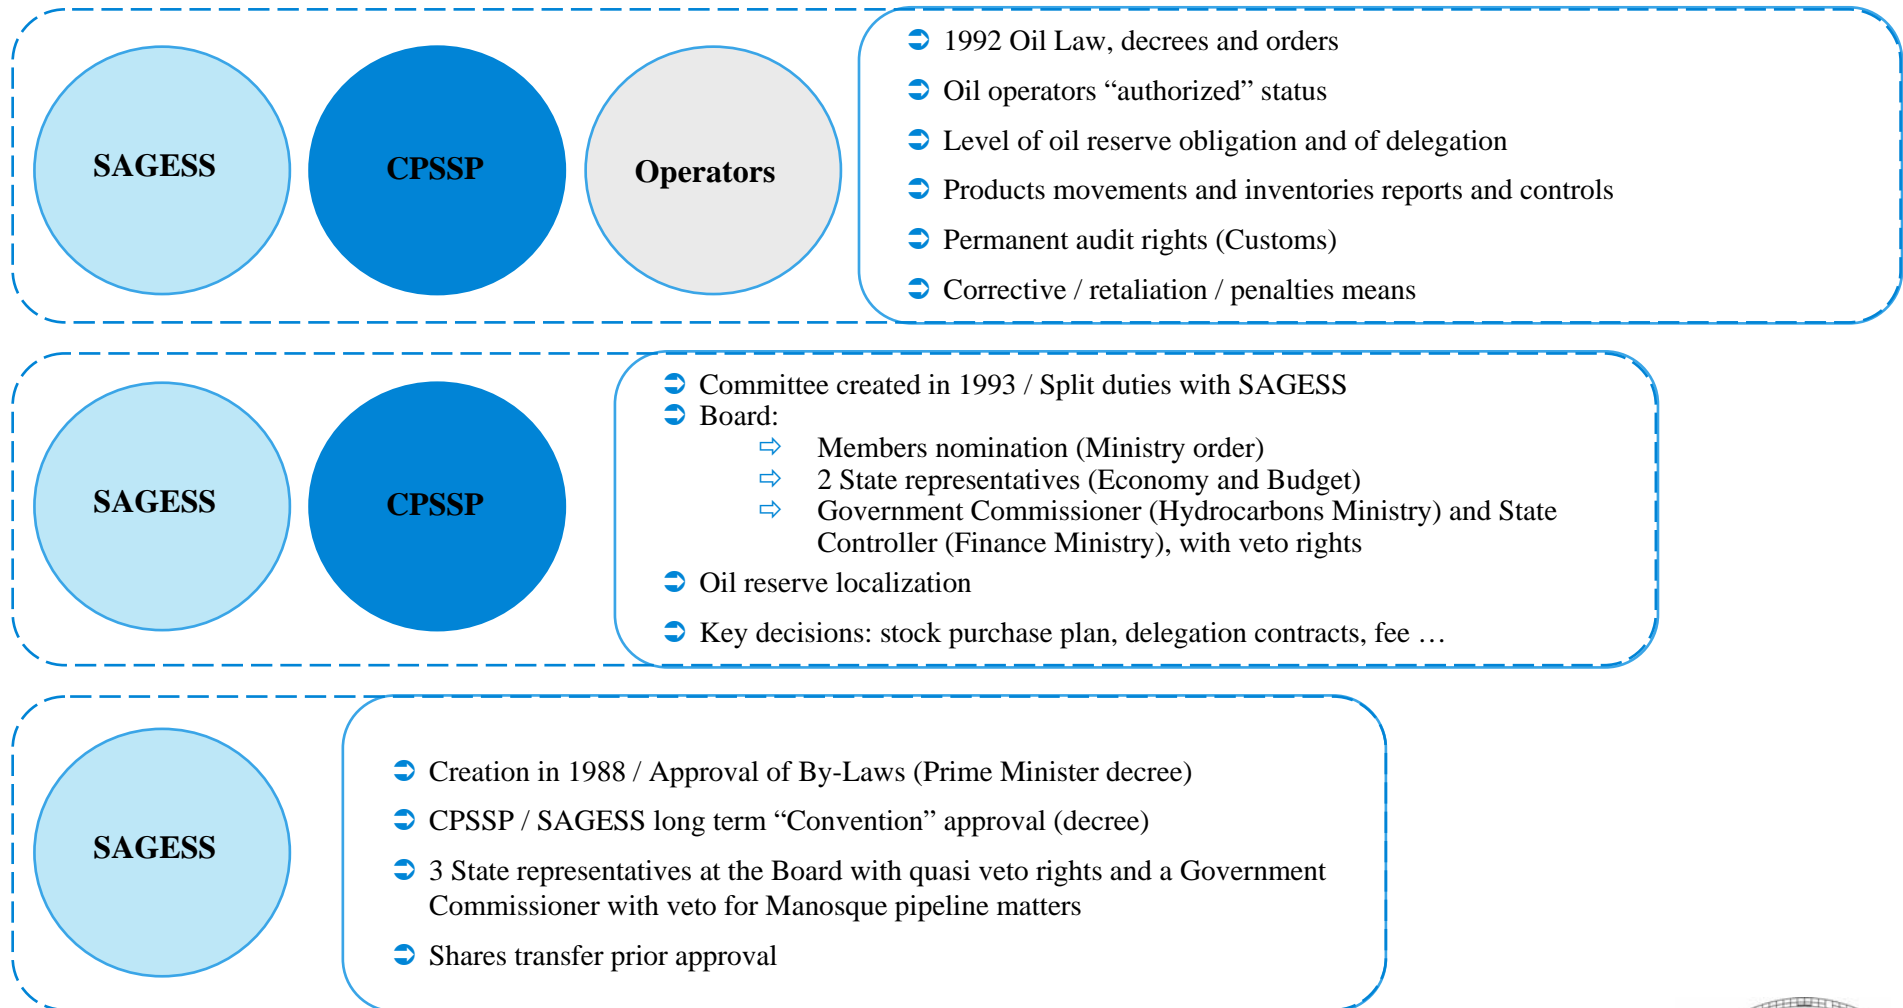 SAGESS
CPSSP
Operators
1992 Oil Law, decrees and orders
Oil operators “authorized” status
Level of oil reserve obligation and of delegation
Products movements and inventories reports and controls
Permanent audit rights (Customs)
Corrective / retaliation / penalties means
SAGESS
CPSSP
Committee created in 1993 / Split duties with SAGESS
Board:
Members nomination (Ministry order)
2 State representatives (Economy and Budget)
Government Commissioner (Hydrocarbons Ministry) and State
Controller (Finance Ministry), with veto rights
Oil reserve localization
Key decisions: stock purchase plan, delegation contracts, fee …
SAGESS
Creation in 1988 / Approval of By-Laws (Prime Minister decree)
CPSSP / SAGESS long term “Convention” approval (decree)
3 State representatives at the Board with quasi veto rights and a Government
Commissioner with veto for Manosque pipeline matters
Shares transfer prior approval